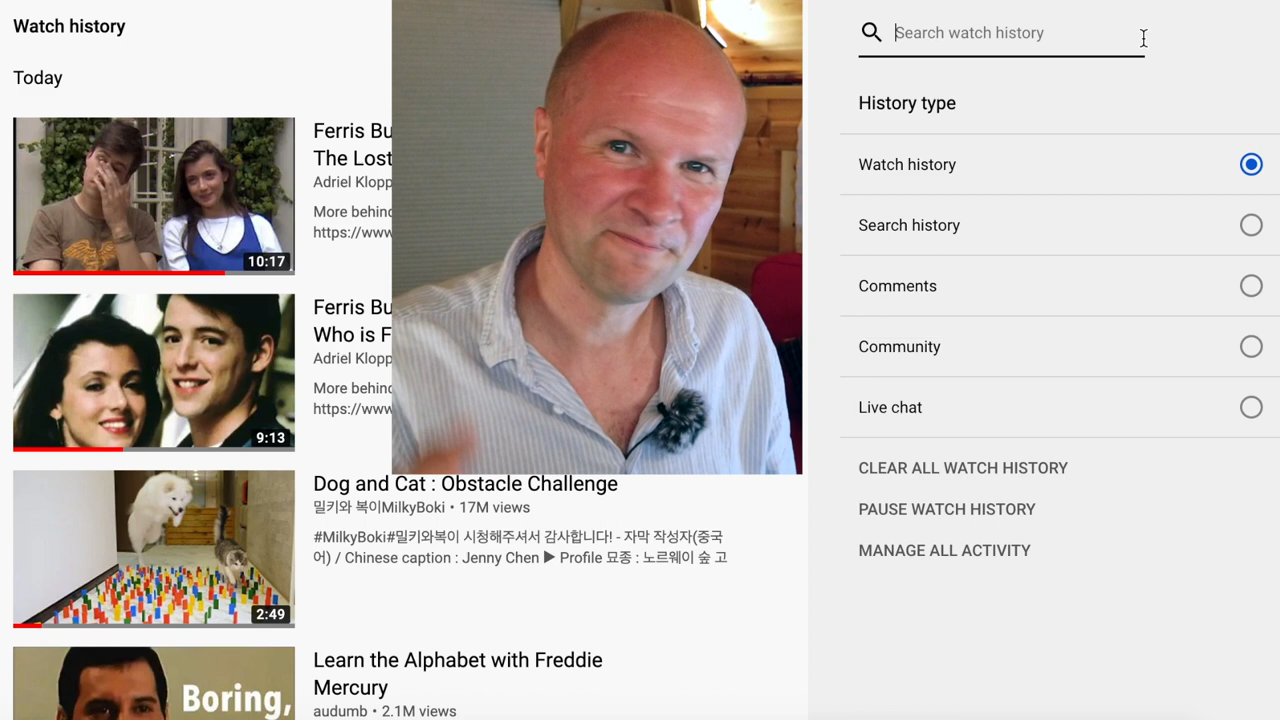 Watch history
Today
10:17
Ferris Bu
The Lost
Adriel Klopp
More behind
https://www
9:13
Ferris Bu
Who is F
Adriel Klopp
More behind
https://www
2:49
Dog and Cat : Obstacle Challenge
밀키와 복이MilkyBoki • 17M views
#MilkyBoki#밀키와복이 시청해주셔서 감사합니다! - 자막 작성자(중국
어) / Chinese caption : Jenny Chen ▶ Profile 묘종 : 노르웨이 숲 고
Boring,
Learn the Alphabet with Freddie
Mercury
audumb • 2.1M views
Search watch history
History type
Watch history
Search history
Comments
Community
Live chat
CLEAR ALL WATCH HISTORY
PAUSE WATCH HISTORY
MANAGE ALL ACTIVITY